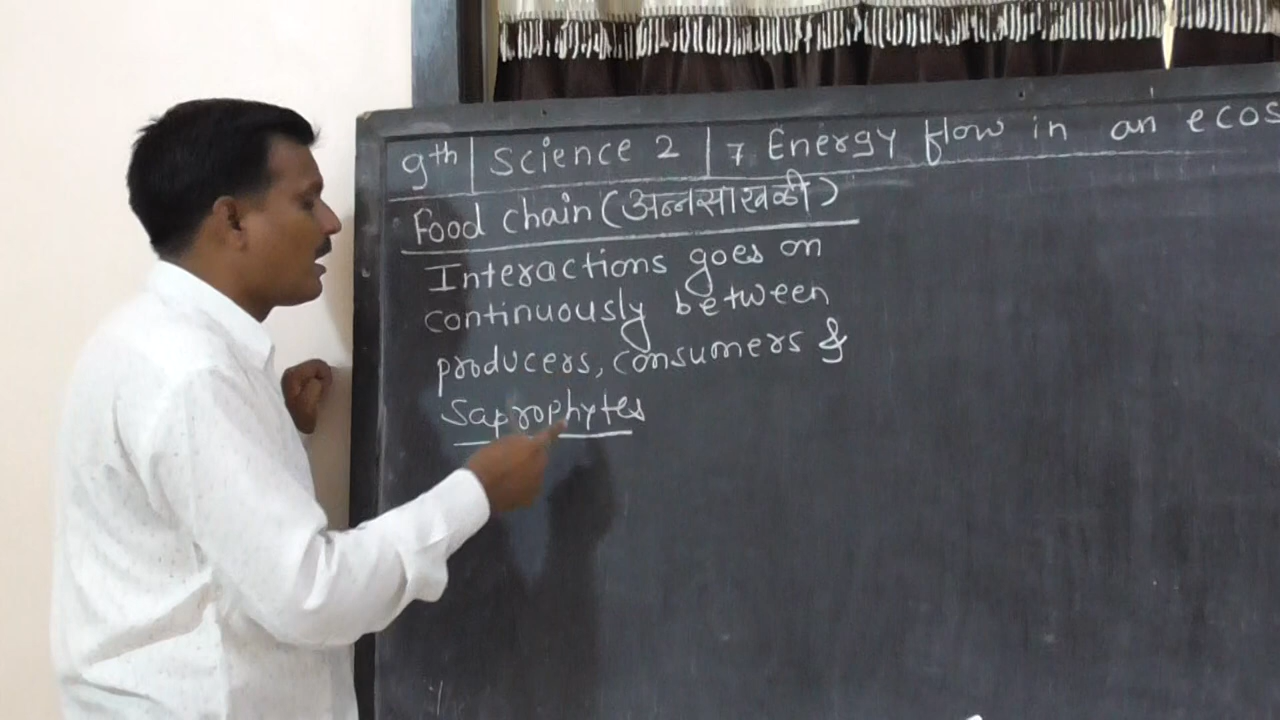 9th | Science 2 | 7 Energy flow in an ecos
Food chain (अन्नसाखळी)
Interactions goes on
continuously between
producers, consumers &
Saprophytes